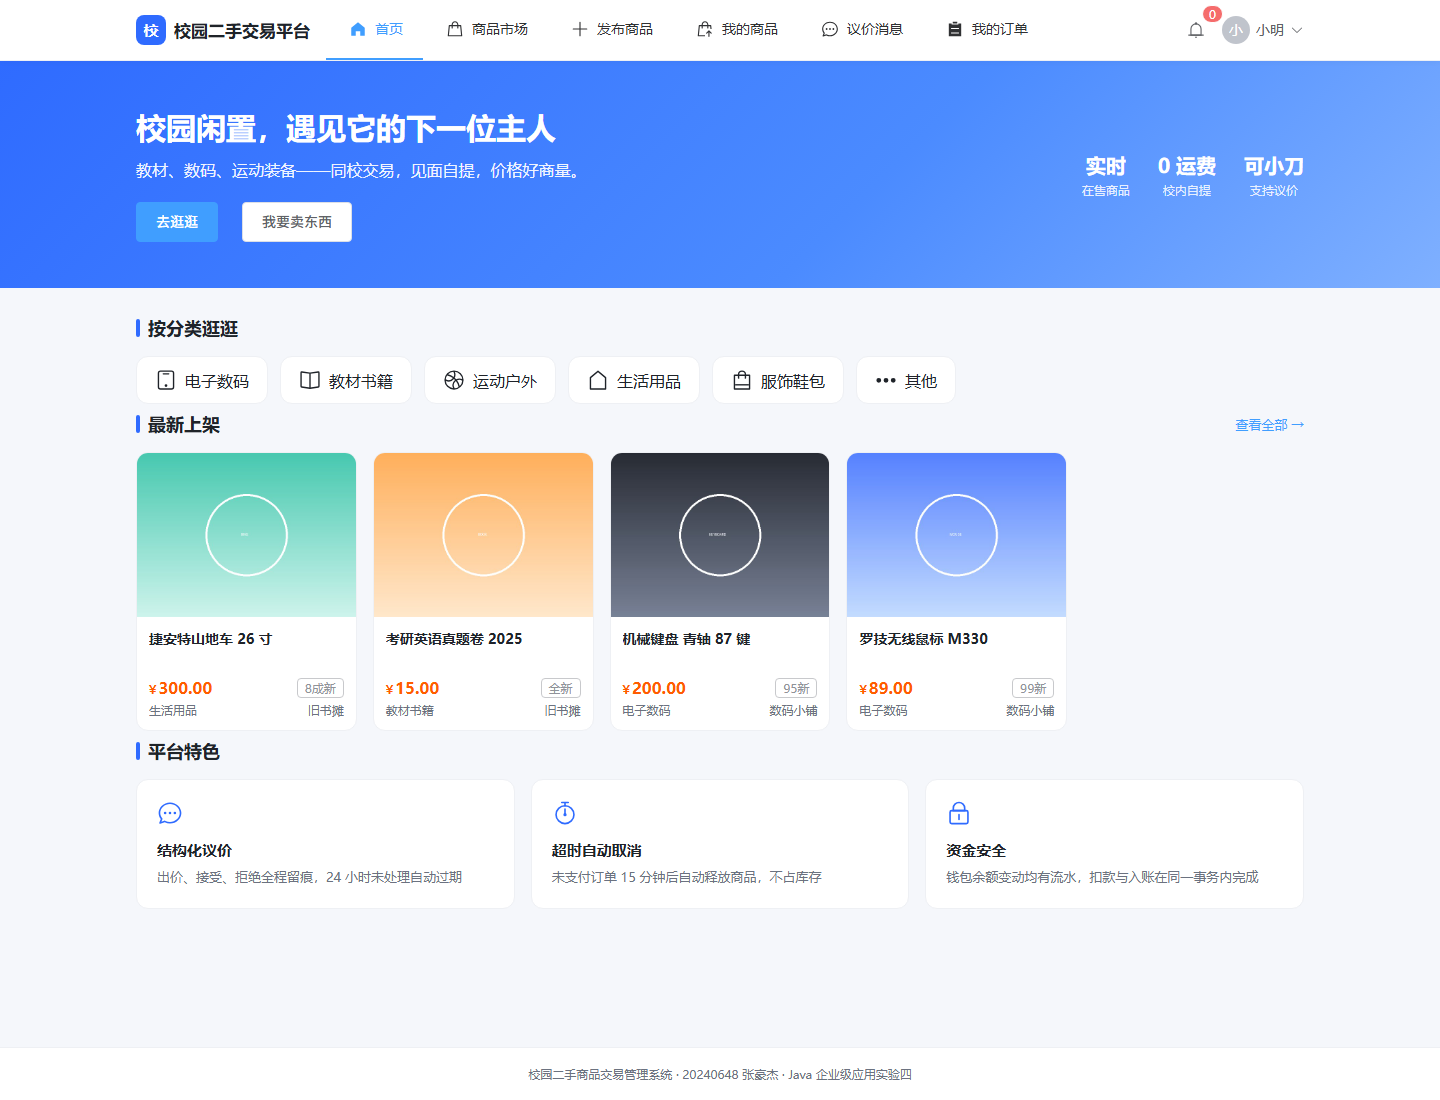 校 校园二手交易平台 首页 商品市场 发布商品 我的商品 议价消息 我的订单 0 小 小明
校园闲置，遇见它的下一位主人
教材、数码、运动装备——同校交易，见面自提，价格好商量。
去逛逛 我要卖东西
实时 0 运费 可小刀
在售商品 校内自提 支持议价
按分类逛逛
电子数码 教材书籍 运动户外 生活用品 服饰鞋包 其他
最新上架 查看全部 →
捷安特山地车 26 寸
¥300.00 8成新
生活用品 旧书摊
考研英语真题卷 2025
¥15.00 全新
教材书籍 旧书摊
机械键盘 青轴 87 键
¥200.00 95新
电子数码 数码小铺
罗技无线鼠标 M330
¥89.00 99新
电子数码 数码小铺
平台特色
结构化议价
出价、接受、拒绝全程留痕，24 小时未处理自动过期
超时自动取消
未支付订单 15 分钟后自动释放商品，不占库存
资金安全
钱包余额变动均有流水，扣款与入账在同一事务内完成
校园二手商品交易管理系统 · 20240648 张豪杰 · Java 企业级应用实验四